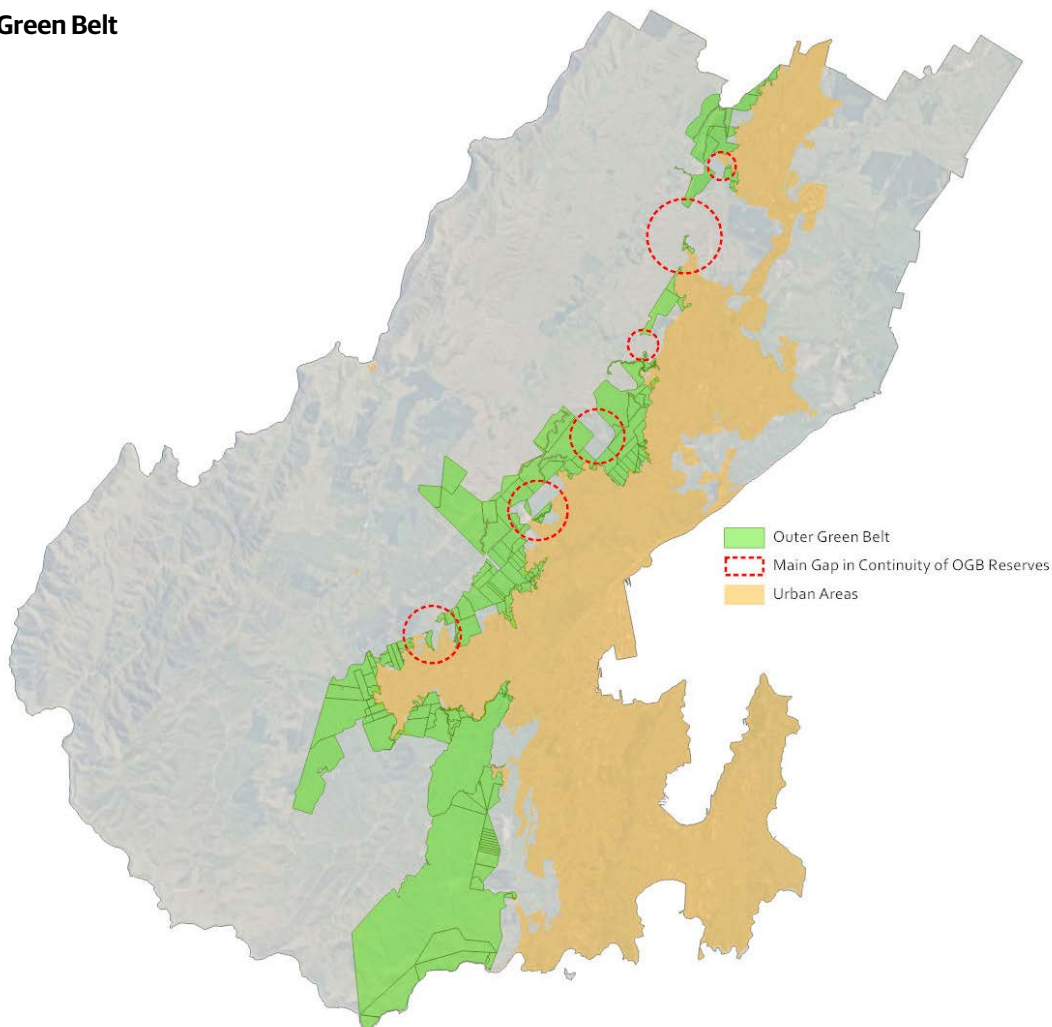 Green Belt
Outer Green Belt
Main Gap in Continuity of OGB Reserves
Urban Areas